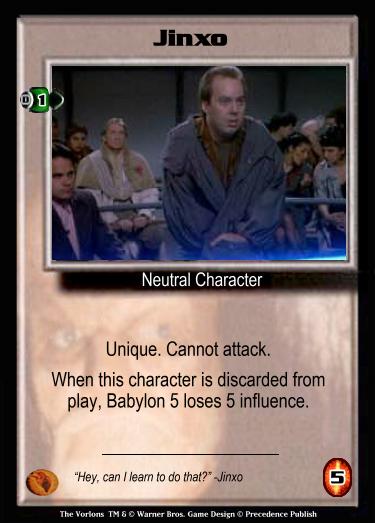 Jinxo
D 1
Neutral Character
Unique. Cannot attack.
When this character is discarded from
play, Babylon 5 loses 5 influence.
"Hey, can I learn to do that?" -Jinxo
5
The Vorlons TM & © Warner Bros. Game Design © Precedence Publish